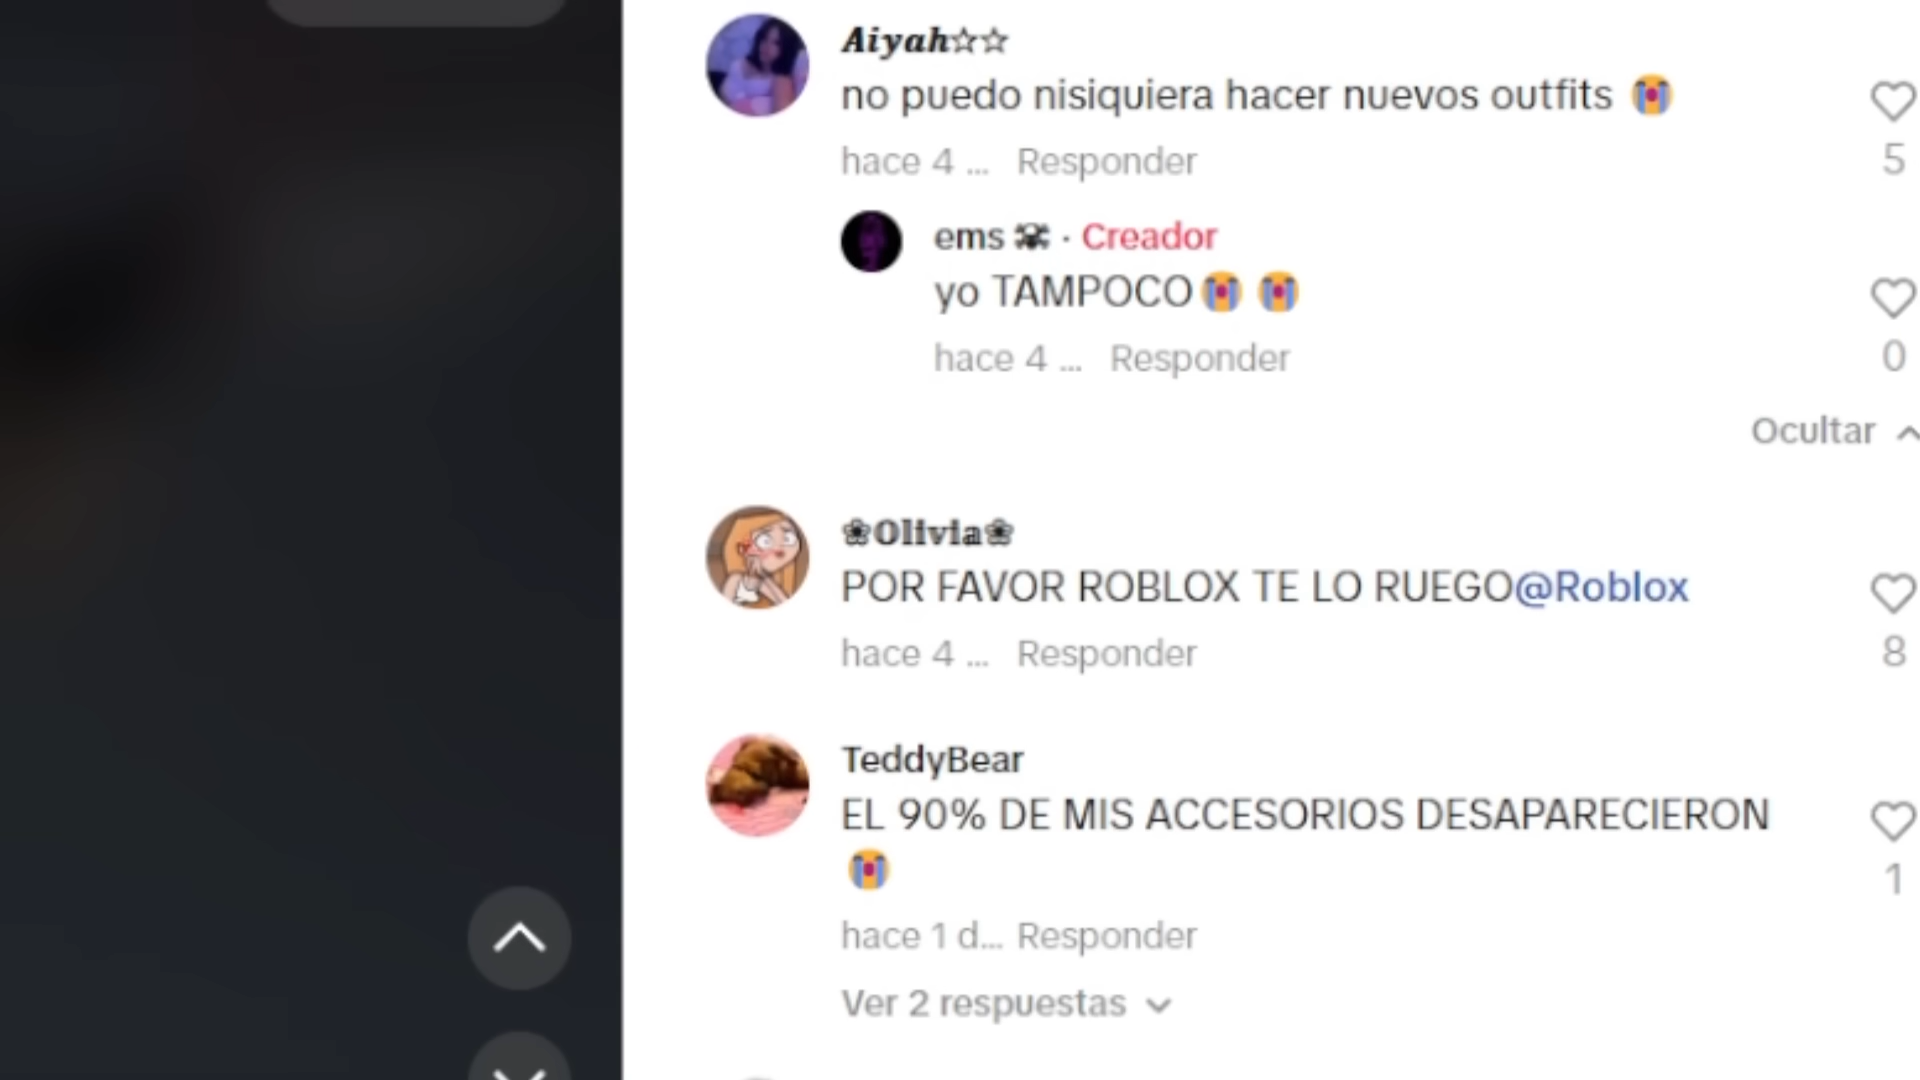 Aiyah☆☆
no puedo nisiquiera hacer nuevos outfits 😭
5
hace 4 ... Responder
ems ☠ · Creador
yo TAMPOCO😭 😭
0
hace 4 ... Responder
Ocultar
❀Olivia❀
POR FAVOR ROBLOX TE LO RUEGO@Roblox
8
hace 4 ... Responder
TeddyBear
EL 90% DE MIS ACCESORIOS DESAPARECIERON
😭
1
hace 1 d... Responder
Ver 2 respuestas